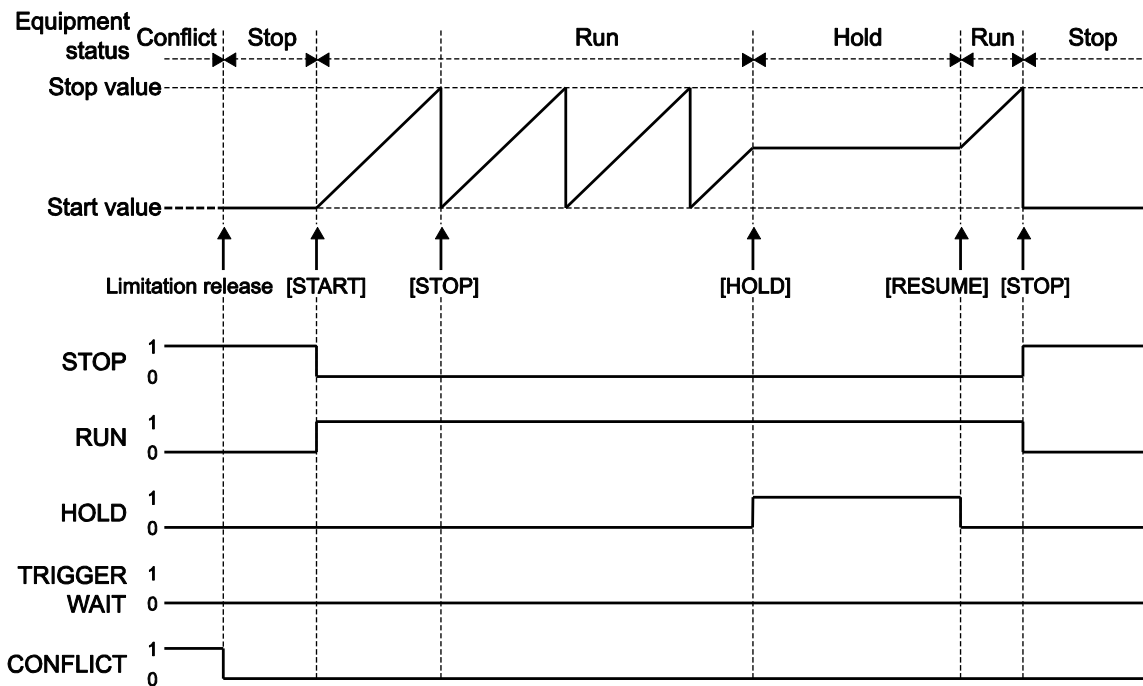 Equipment
status
Conflict Stop Run Hold Run Stop
Stop value
Start value
Limitation release [START] [STOP] [HOLD] [RESUME] [STOP]
STOP 1
0
RUN 1
0
HOLD 1
0
TRIGGER 1
WAIT 0
CONFLICT 1
0